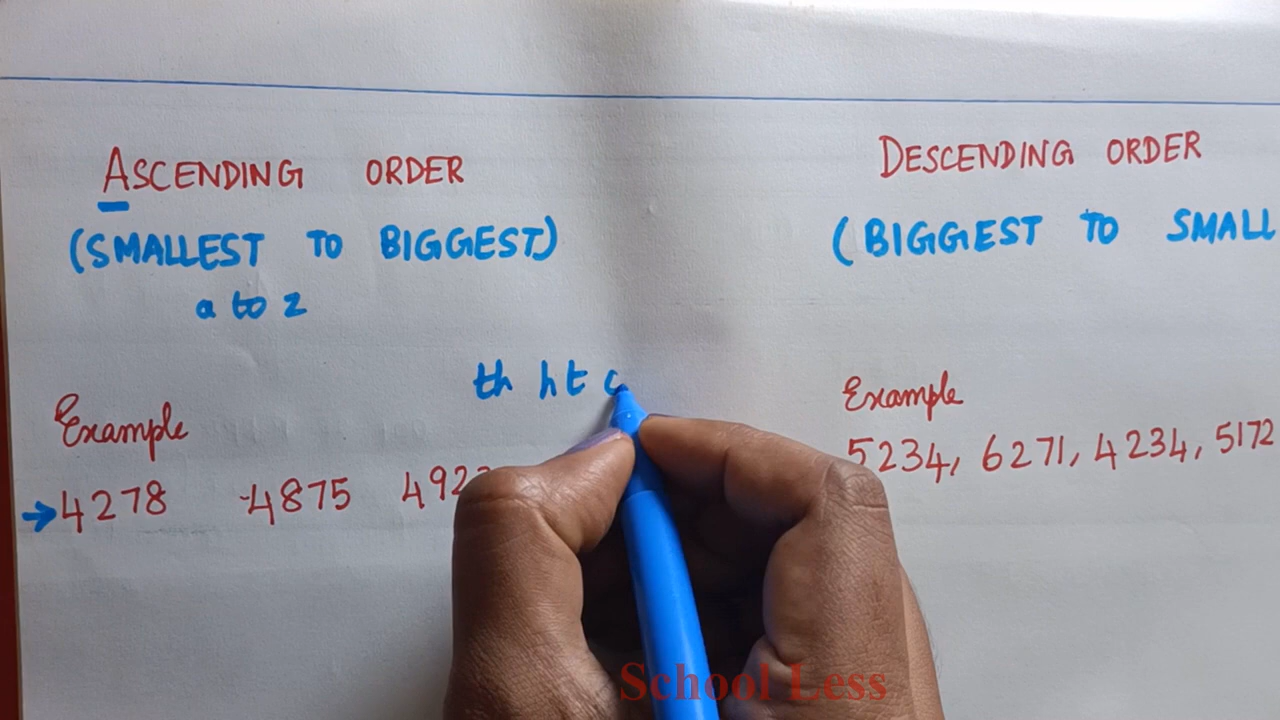 ASCENDING ORDER
(SMALLEST TO BIGGEST)
a to z
th h t
Example
4278 4875 492
DESCENDING ORDER
(BIGGEST TO SMALL
Example
5234, 6271, 4234, 5172
School Less